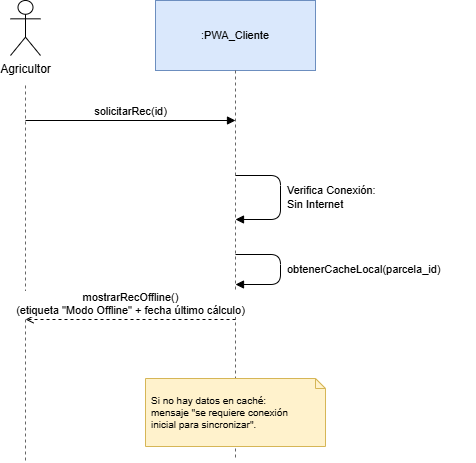 :PWA_Cliente
Agricultor
solicitarRec(id)
Verifica Conexión:
Sin Internet
obtenerCacheLocal(parcela_id)
mostrarRecOffline()
(etiqueta "Modo Offline" + fecha último cálculo)
Si no hay datos en caché:
mensaje "se requiere conexión
inicial para sincronizar".